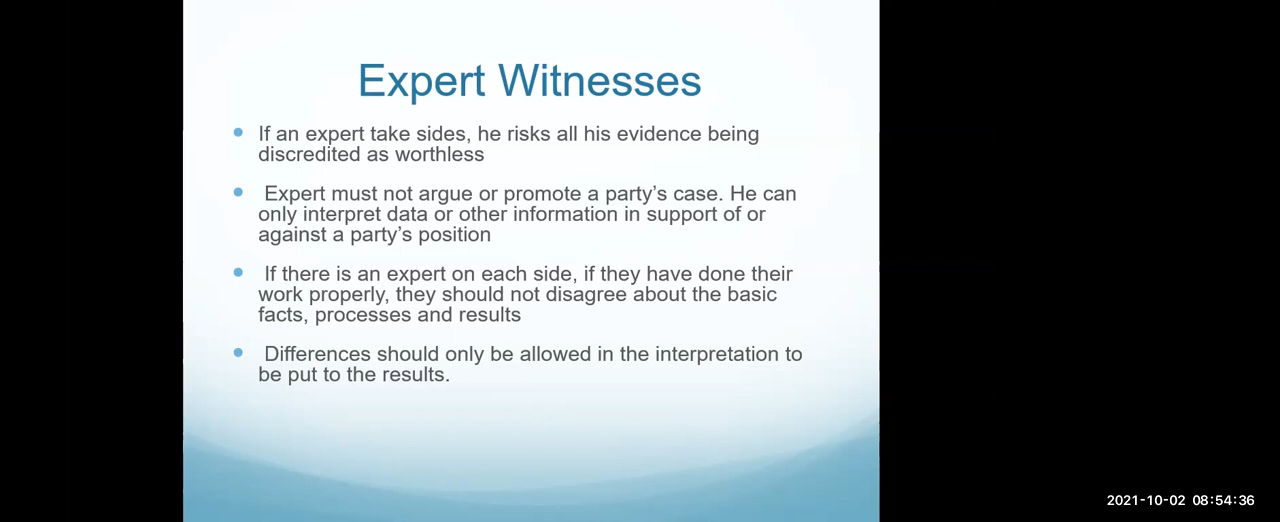 Expert Witnesses
If an expert take sides, he risks all his evidence being
discredited as worthless
Expert must not argue or promote a party’s case. He can
only interpret data or other information in support of or
against a party’s position
If there is an expert on each side, if they have done their
work properly, they should not disagree about the basic
facts, processes and results
Differences should only be allowed in the interpretation to
be put to the results.
2021-10-02 08:54:36